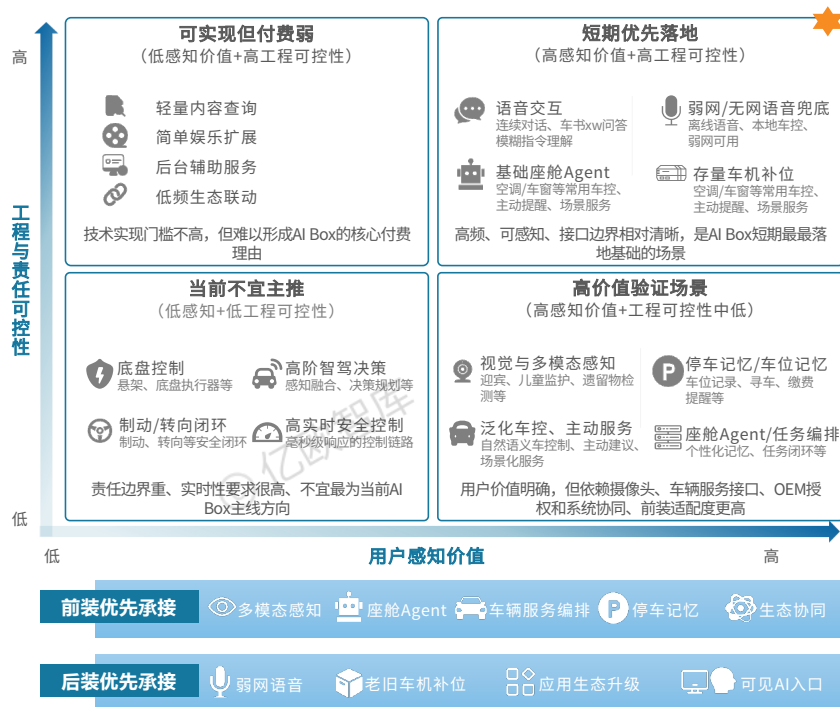 可实现但付费弱
（低感知价值+高工程可控性）
轻量内容查询
简单娱乐扩展
后台辅助服务
低频生态联动
技术实现门槛不高，但难以形成AI Box的核心付费
理由
短期优先落地
（高感知价值+高工程可控性）
语音交互
连续对话、车书xw问答
模糊指令理解
弱网/无网语音兜底
离线语音、本地车控、
弱网可用
基础座舱Agent
空调/车窗等常用车控、
主动提醒、场景服务
存量车机补位
空调/车窗等常用车控、
主动提醒、场景服务
高频、可感知、接口边界相对清晰，是AI Box短期最最落
地基础的场景
当前不宜主推
（低感知+低工程可控性）
底盘控制
悬架、底盘执行器等
高阶智驾决策
感知融合、决策规划等
制动/转向闭环
制动、转向等安全闭环
高实时安全控制
毫秒级响应的控制链路
责任边界重、实时性要求很高、不宜最为当前AI
Box主线方向
高价值验证场景
（高感知价值+工程可控性中低）
视觉与多模态感知
迎宾、儿童监护、遗留物检
测等
P
停车记忆/车位记忆
车位记录、寻车、缴费
提醒等
泛化车控、主动服务
自然语义车控制、主动建议、
场景化服务
座舱Agent/任务编排
个性化记忆、任务闭环等
用户价值明确，但依赖摄像头、车辆服务接口、OEM授
权和系统协同、前装适配度更高
高
工程与责任可控性
低
低
用户感知价值
高
亿欧智库
前装优先承接
多模态感知
座舱Agent
车辆服务编排
P
停车记忆
生态协同
后装优先承接
弱网语音
老旧车机补位
应用生态升级
可见AI入口